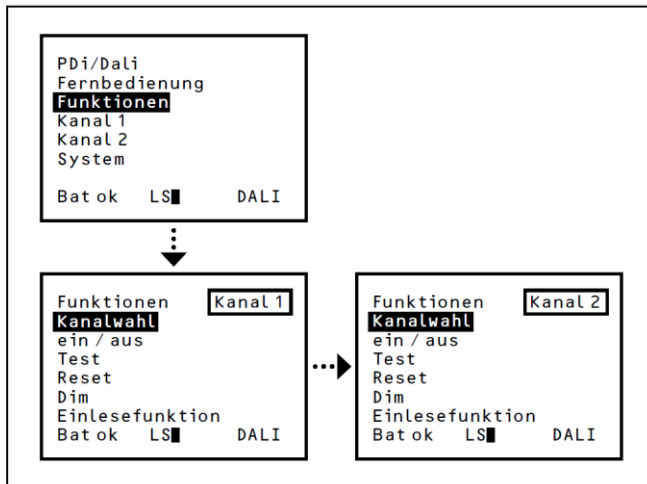 PDi/Dali
Fernbedienung
Funktionen
Kanal 1
Kanal 2
System
Bat ok LS DALI
Funktionen Kanal 1
Kanalwahl
ein / aus
Test
Reset
Dim
Einlesefunktion
Bat ok LS DALI
Funktionen Kanal 2
Kanalwahl
ein / aus
Test
Reset
Dim
Einlesefunktion
Bat ok LS DALI